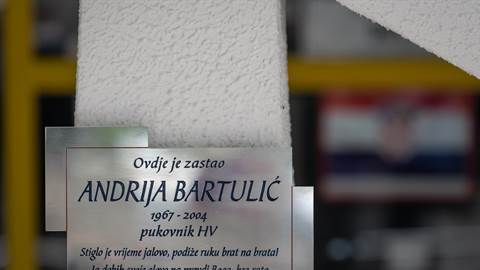 Ovdje je zastao
ANDRIJA BARTULIĆ
1967 - 2004
pukovnik HV
Stiglo je vrijeme jalovo, podiže ruku brat na brata!